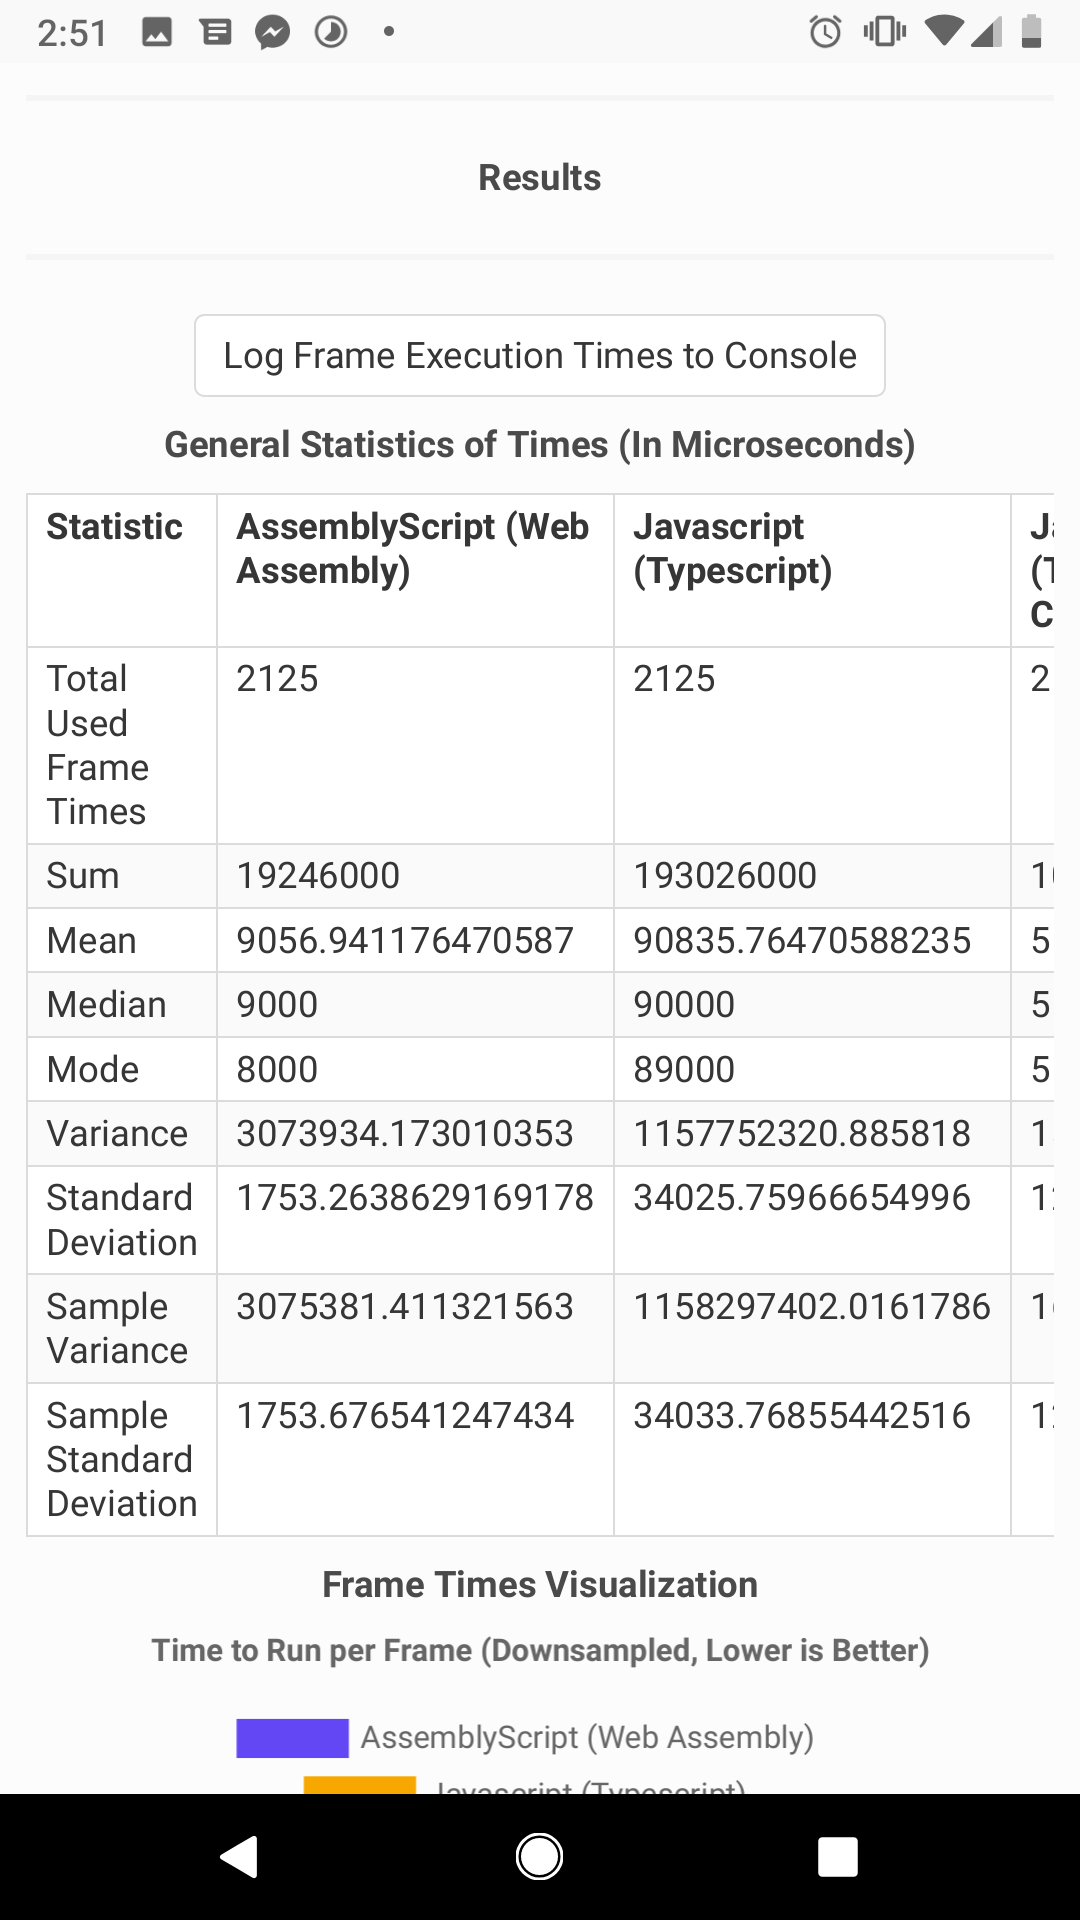 2:51
Results
Log Frame Execution Times to Console
General Statistics of Times (In Microseconds)
Statistic AssemblyScript (Web Assembly) Javascript (Typescript)
Total Used Frame Times 2125 2125 2
Sum 19246000 193026000
Mean 9056.941176470587 90835.76470588235 5
Median 9000 90000 5
Mode 8000 89000 5
Variance 3073934.173010353 1157752320.885818 1
Standard Deviation 1753.2638629169178 34025.75966654996 1
Sample Variance 3075381.411321563 1158297402.0161786 1
Sample Standard Deviation 1753.676541247434 34033.76855442516 1
Frame Times Visualization
Time to Run per Frame (Downsampled, Lower is Better)
AssemblyScript (Web Assembly)
Javascript (Typescript)